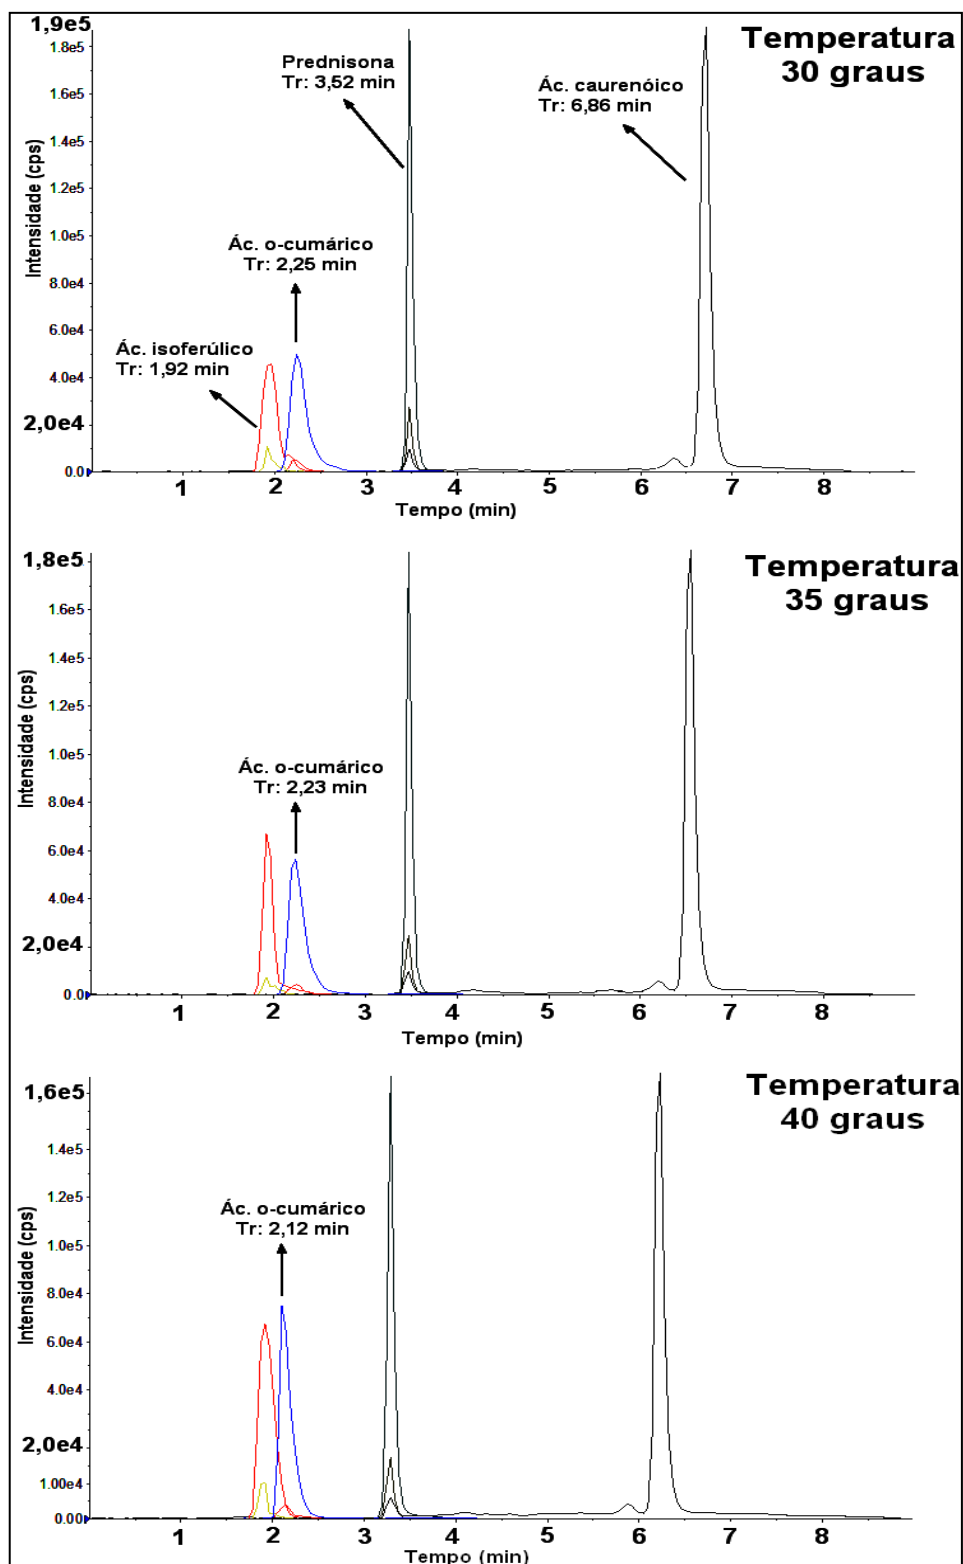 1,9e5
Temperatura
30 graus
1.8e5
1.6e5
1.4e5
1.2e5
1.0e5
8.0e4
6.0e4
4.0e4
2,0e4
0.0
Intensidade (cps)
Prednisona
Tr: 3,52 min
Ác. caurenóico
Tr: 6,86 min
Ác. o-cumárico
Tr: 2,25 min
Ác. isoferúlico
Tr: 1,92 min
1 2 3 4 5 6 7 8
Tempo (min)
1,8e5
Temperatura
35 graus
1.6e5
1.4e5
1.2e5
1.0e5
8.0e4
6.0e4
4.0e4
2,0e4
0.0
Intensidade (cps)
Ác. o-cumárico
Tr: 2,23 min
1 2 3 4 5 6 7 8
Tempo (min)
1,6e5
Temperatura
40 graus
1.4e5
1.2e5
1.0e5
8.0e4
6.0e4
4.0e4
2,0e4
1.00e4
0.00
Intensidade (cps)
Ác. o-cumárico
Tr: 2,12 min
1 2 3 4 5 6 7 8
Tempo (min)